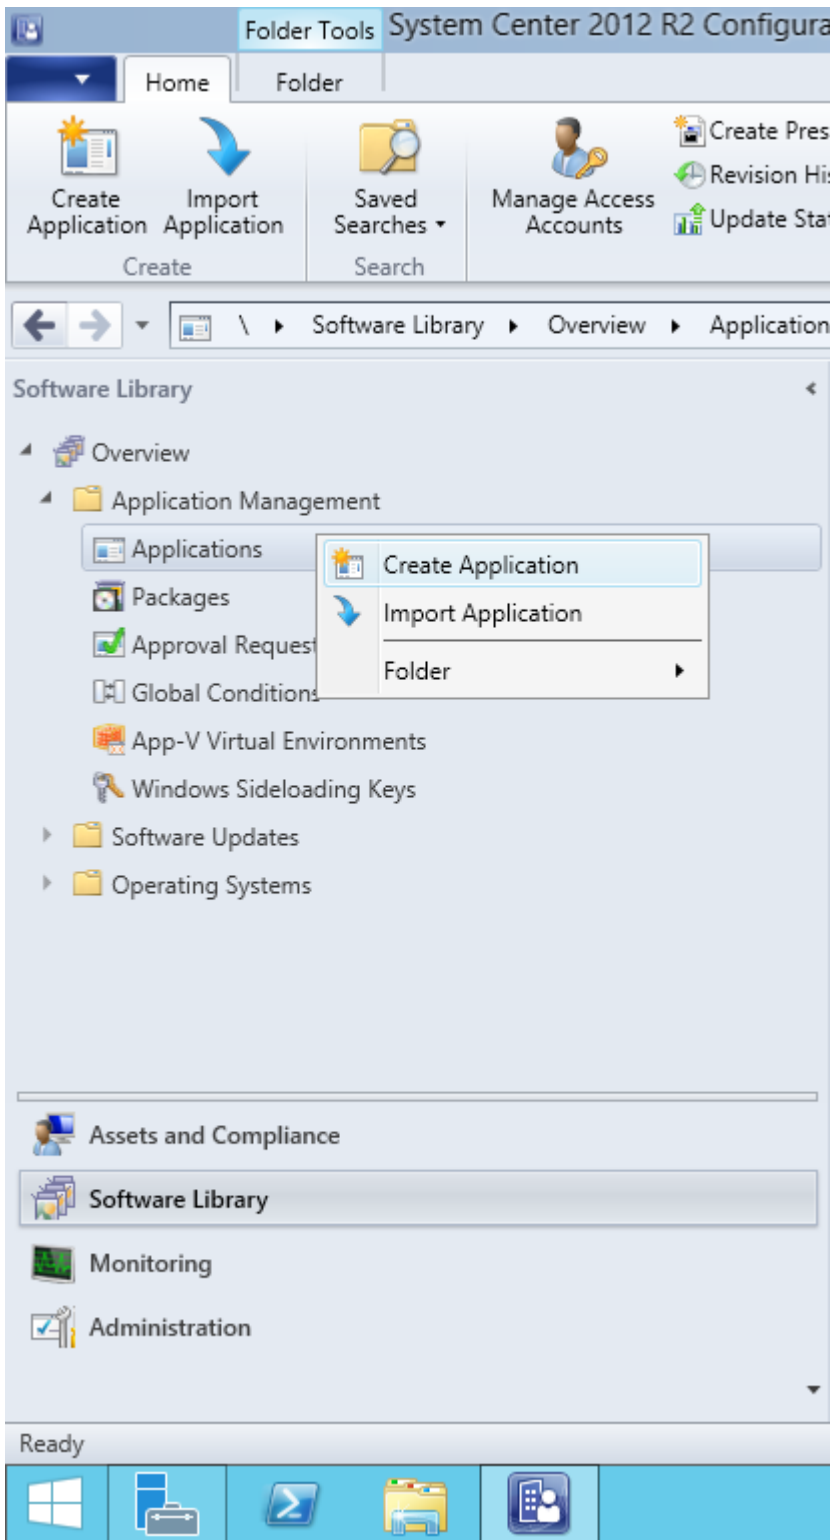 Folder Tools System Center 2012 R2 Configura
Home Folder
Create Application
Import Application
Saved Searches
Manage Access Accounts
Create Pres
Revision His
Update Stat
Create
Search
\ Software Library Overview Application
Software Library
Overview
Application Management
Applications
Packages
Approval Request
Global Conditions
App-V Virtual Environments
Windows Sideloading Keys
Software Updates
Operating Systems
Create Application
Import Application
Folder
Assets and Compliance
Software Library
Monitoring
Administration
Ready